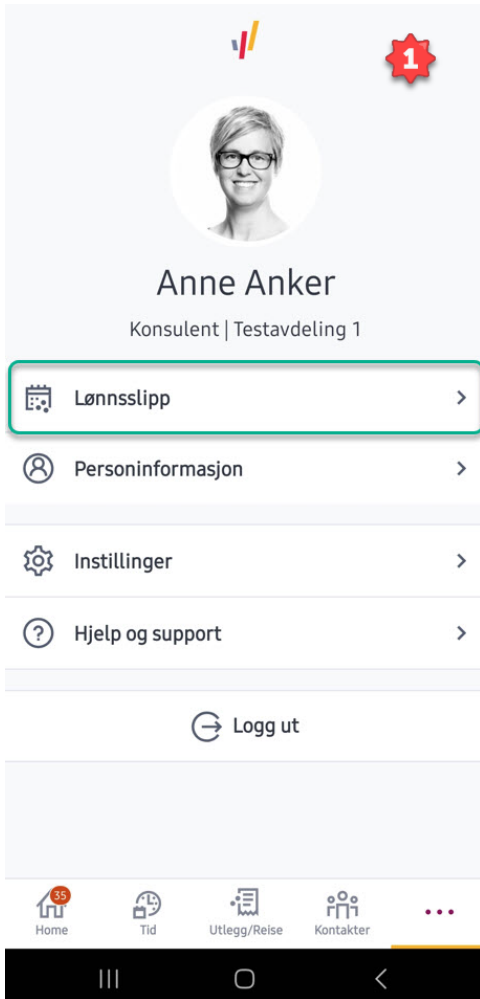 1
Anne Anker
Konsulent | Testavdeling 1
Lønnsslipp
Personinformasjon
Instillinger
Hjelp og support
Logg ut
35
Home
Tid
Utlegg/Reise
Kontakter